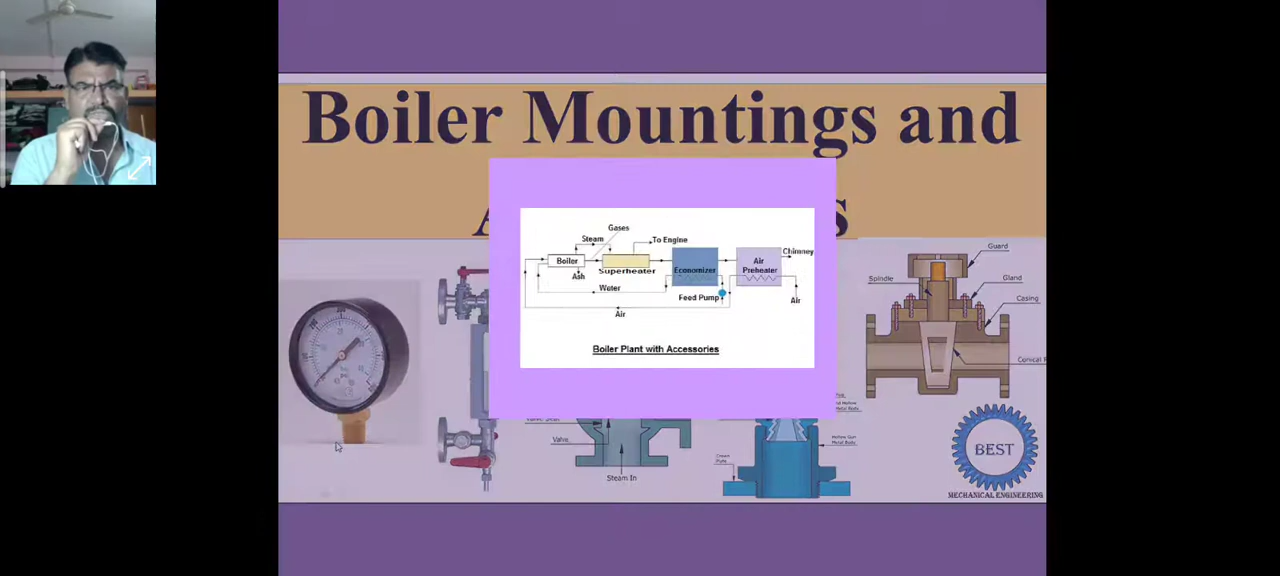 Boiler Mountings and
Gases
Steam
To Engine
Chimney
Boiler
Superheater
Economizer
Air
Preheater
Ash
Water
Feed Pump
Air
Air
Boiler Plant with Accessories
Guard
Spindle
Gland
Casing
Valve
Steam In
BEST
MECHANICAL ENGINEERING